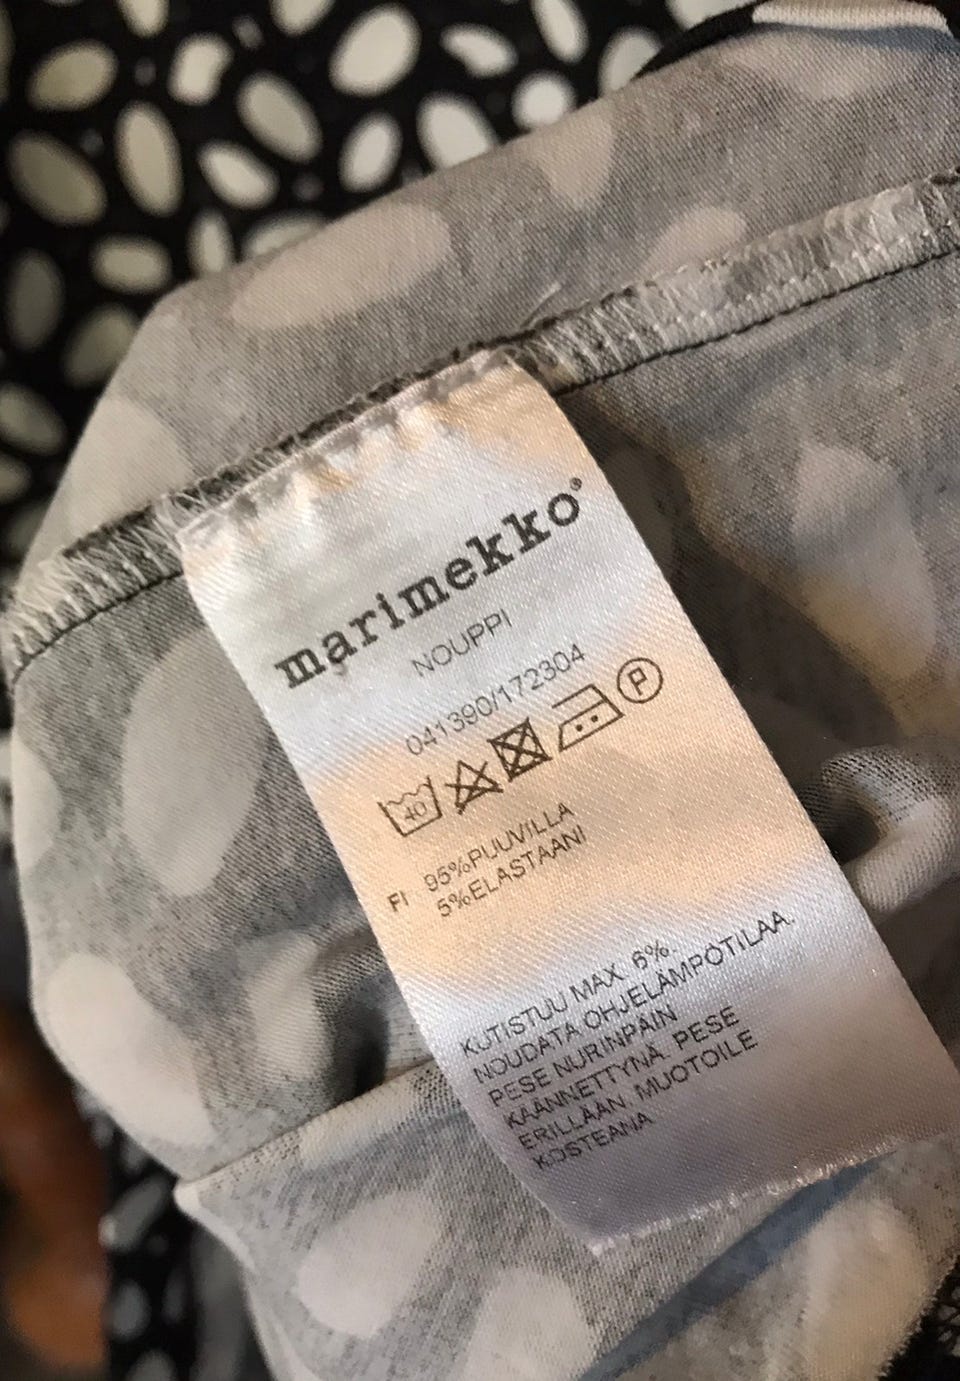 marimekko®
NOUPPI
041390/172304
40 P
FI 95%PUUVILLA
5%ELASTAANI
KUTISTUU MAX. 6%.
NOUDATA OHJELÄMPÖTILAA.
PESE NURINPÄIN
KÄÄNNETTYNÄ. PESE
ERILLÄÄN. MUOTOILE
KOSTEANA